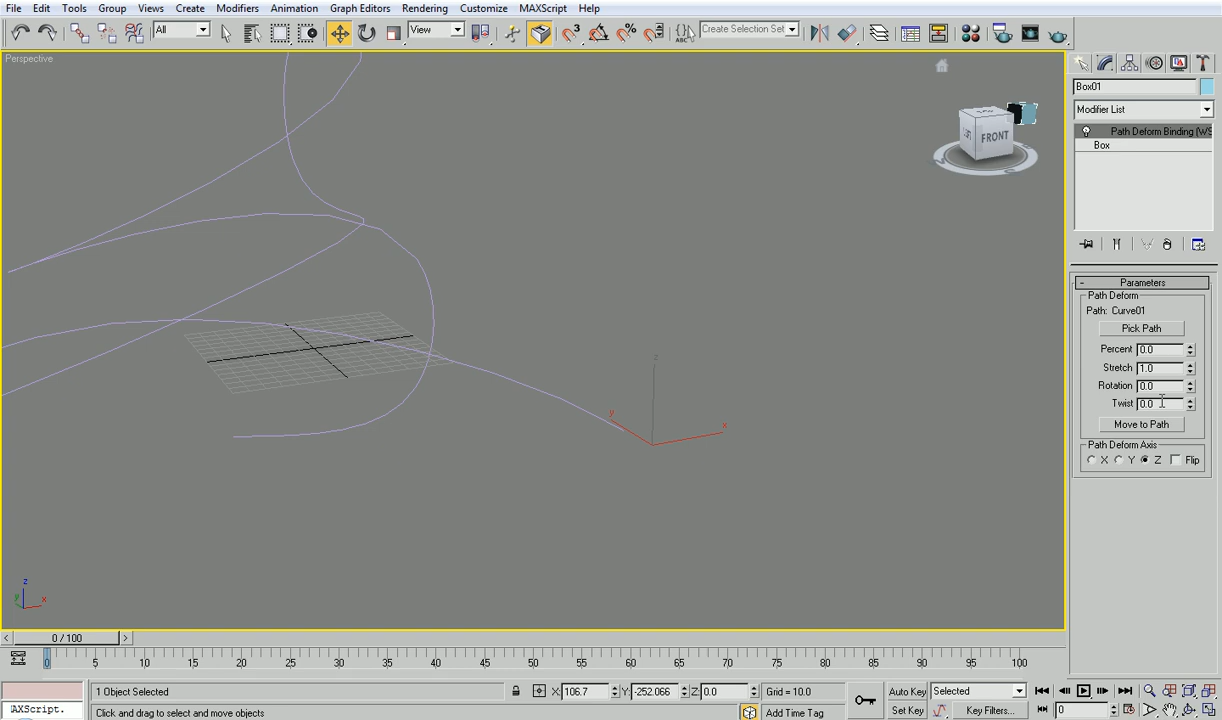 File Edit Tools Group Views Create Modifiers Animation Graph Editors Rendering Customize MAXScript Help
All View Create Selection Set
Perspective
FRONT
Box01
Modifier List
Path Deform Binding (WS
Box
- Parameters
Path Deform
Path: Curve01
Pick Path
Percent 0.0
Stretch 1.0
Rotation 0.0
Twist 0.0
Move to Path
Path Deform Axis
X Y Z Flip
z
y x
z
y x
< 0 / 100 >
0 5 10 15 20 25 30 35 40 45 50 55 60 65 70 75 80 85 90 95 100
1 Object Selected X: 106.7 Y: -252.066 Z: 0.0 Grid = 10.0 Auto Key Selected
AXScript. Click and drag to select and move objects Add Time Tag Set Key Key Filters... 0